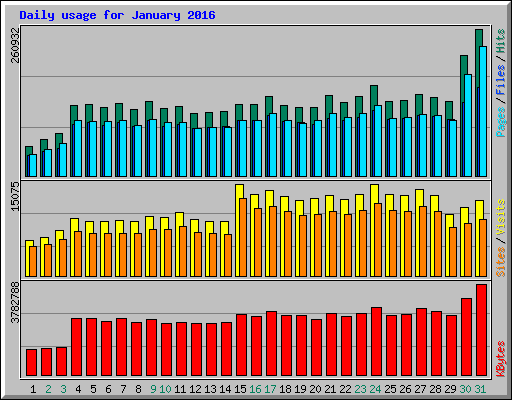 Daily usage for January 2016
260932
Pages / Files / Hits
15075
Sites / Visits
3782788
KBytes
1 2 3 4 5 6 7 8 9 10 11 12 13 14 15 16 17 18 19 20 21 22 23 24 25 26 27 28 29 30 31